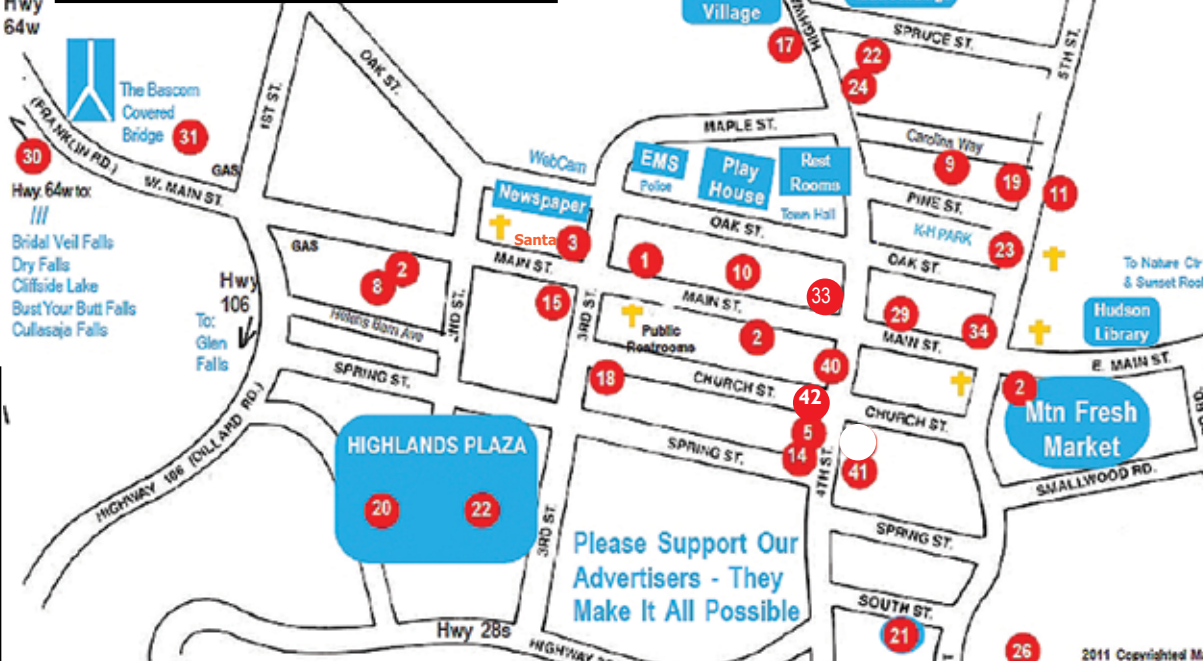 Hwy
64w
The Bascom
Covered
Bridge
31
(FRANKLIN RD.)
30
GAS
W. MAIN ST.
Hwy. 64w to:
///
Bridal Veil Falls
Dry Falls
Cliffside Lake
Bust Your Butt Falls
Cullasaja Falls
1ST ST.
OAK ST.
Hwy
106
To:
Glen
Falls
GAS
2
8
Helen's Barn Ave
2ND ST.
SPRING ST.
HIGHWAY 106 (DILLARD RD.)
HIGHLANDS PLAZA
20
22
WebCam
Newspaper
Santa
3
MAIN ST.
15
3RD ST.
18
3RD ST.
Village
17
SPRUCE ST.
5TH ST.
22
24
MAPLE ST.
EMS
Police
Play
House
Rest
Rooms
Town Hall
OAK ST.
Carolina Way
9
19
11
PINE ST.
K-H PARK
23
OAK ST.
1
10
33
MAIN ST.
Public
Restrooms
2
40
29
34
MAIN ST.
To Nature Ctr
Hudson
Library
E. MAIN ST.
CHURCH ST.
42
5
14
4TH ST.
41
CHURCH ST.
2
Mtn Fresh
Market
SMALLWOOD RD.
SPRING ST.
SPRING ST.
Please Support Our
Advertisers - They
Make It All Possible
SOUTH ST.
21
26
Hwy 28s
2011 Copyrighted